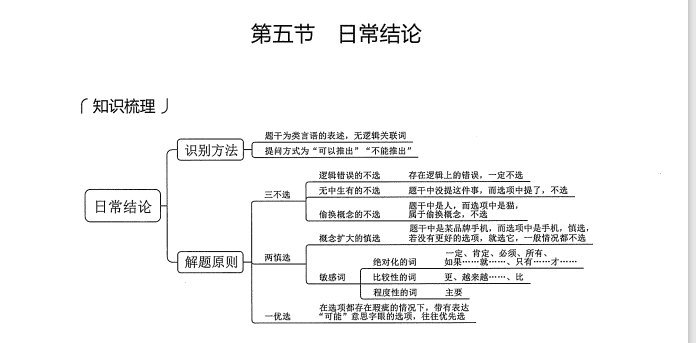 第五节 日常结论
知识梳理
日常结论
识别方法
题干为类言语的表述，无逻辑关联词
提问方式为“可以推出”“不能推出”
解题原则
三不选
逻辑错误的不选 存在逻辑上的错误，一定不选
无中生有的不选 题干中没提这件事，而选项中提了，不选
偷换概念的不选
题干中是人，而选项中是猫，
属于偷换概念，不选
两慎选
概念扩大的慎选
题干中是某品牌手机，而选项中是手机，慎选，
若没有更好的选项，就选它，一般情况都不选
敏感词
绝对化的词
一定、肯定、必须、所有、
如果……就……、只有……才……
比较性的词 更、越来越……、比
程度性的词 主要
一优选
在选项都存在瑕疵的情况下，带有表达
“可能”意思字眼的选项，往往优先选